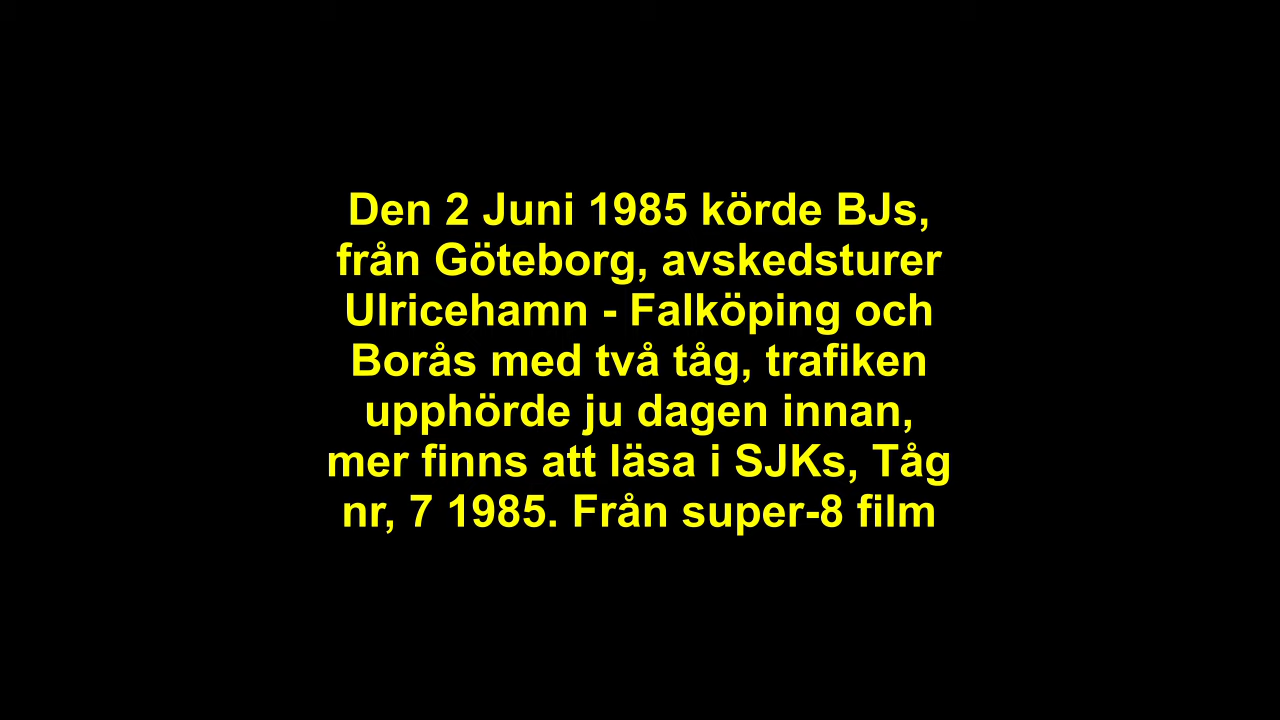 Den 2 Juni 1985 körde BJs,
från Göteborg, avskedsturer
Ulricehamn - Falköping och
Borås med två tåg, trafiken
upphörde ju dagen innan,
mer finns att läsa i SJKs, Tåg
nr, 7 1985. Från super-8 film